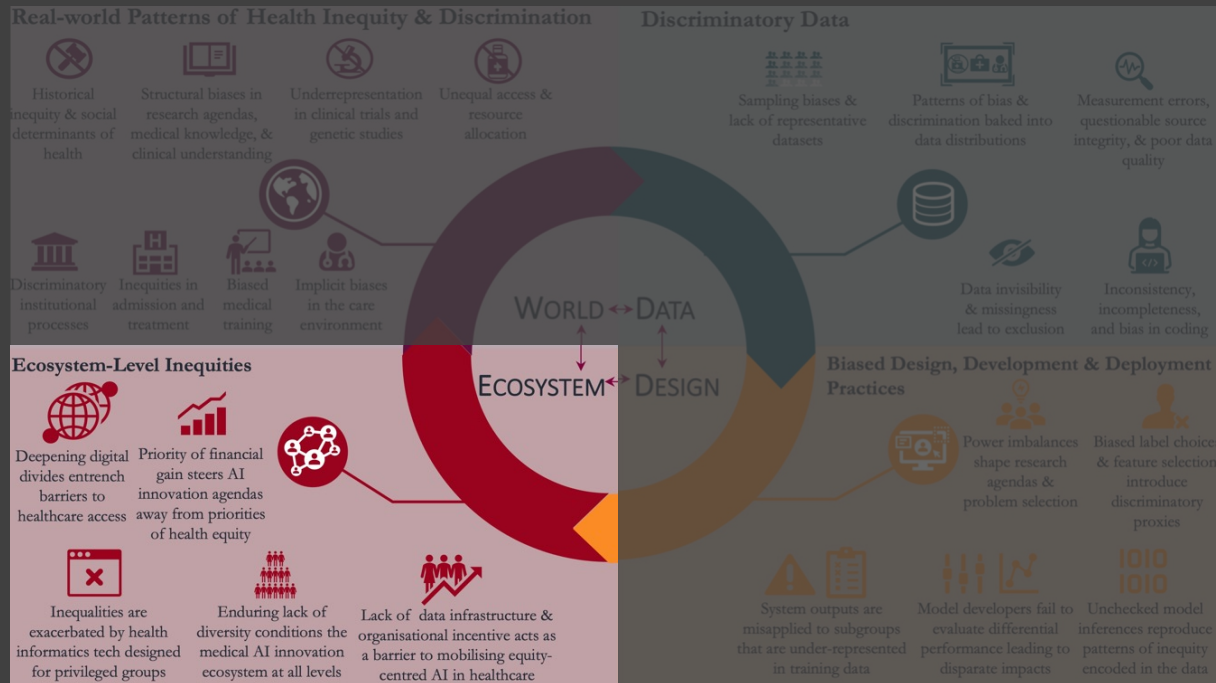 Real-world Patterns of Health Inequity & Discrimination
Historical
inequity & social
determinants of
health
Structural biases in
research agendas,
medical knowledge, &
clinical understanding
Underrepresentation
in clinical trials and
genetic studies
Unequal access &
resource
allocation
Discriminatory
institutional
processes
H
Inequities in
admission and
treatment
Biased
medical
training
Implicit biases
in the care
environment
Discriminatory Data
Sampling biases &
lack of representative
datasets
Patterns of bias &
discrimination baked into
data distributions
Measurement errors,
questionable source
integrity, & poor data
quality
Data invisibility
& missingness
lead to exclusion
</>
Inconsistency,
incompleteness,
and bias in coding
WORLD DATA
ECOSYSTEM DESIGN
Ecosystem-Level Inequities
Deepening digital
divides entrench
barriers to
healthcare access
Priority of financial
gain steers AI
innovation agendas
away from priorities
of health equity
Inequalities are
exacerbated by health
informatics tech designed
for privileged groups
Enduring lack of
diversity conditions the
medical AI innovation
ecosystem at all levels
Lack of data infrastructure &
organisational incentive acts as
a barrier to mobilising equity-
centred AI in healthcare
Biased Design, Development & Deployment
Practices
Power imbalances
shape research
agendas &
problem selection
Biased label choice
& feature selection
introduce
discriminatory
proxies
System outputs are
misapplied to subgroups
that are under-represented
in training data
Model developers fail to
evaluate differential
performance leading to
disparate impacts
1010
1010
Unchecked model
inferences reproduce
patterns of inequity
encoded in the data